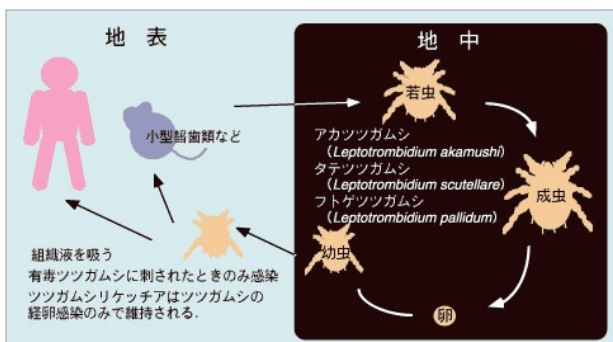 地表
地中
若虫
小型齧歯類など
アカツツガムシ
（Leptotrombidium akamushi）
タテツツガムシ
（Leptotrombidium scutellare）
フトゲツツガムシ
（Leptotrombidium pallidum）
成虫
幼虫
卵
組織液を吸う
有毒ツツガムシに刺されたときのみ感染
ツツガムシリケッチアはツツガムシの
経卵感染のみで維持される.